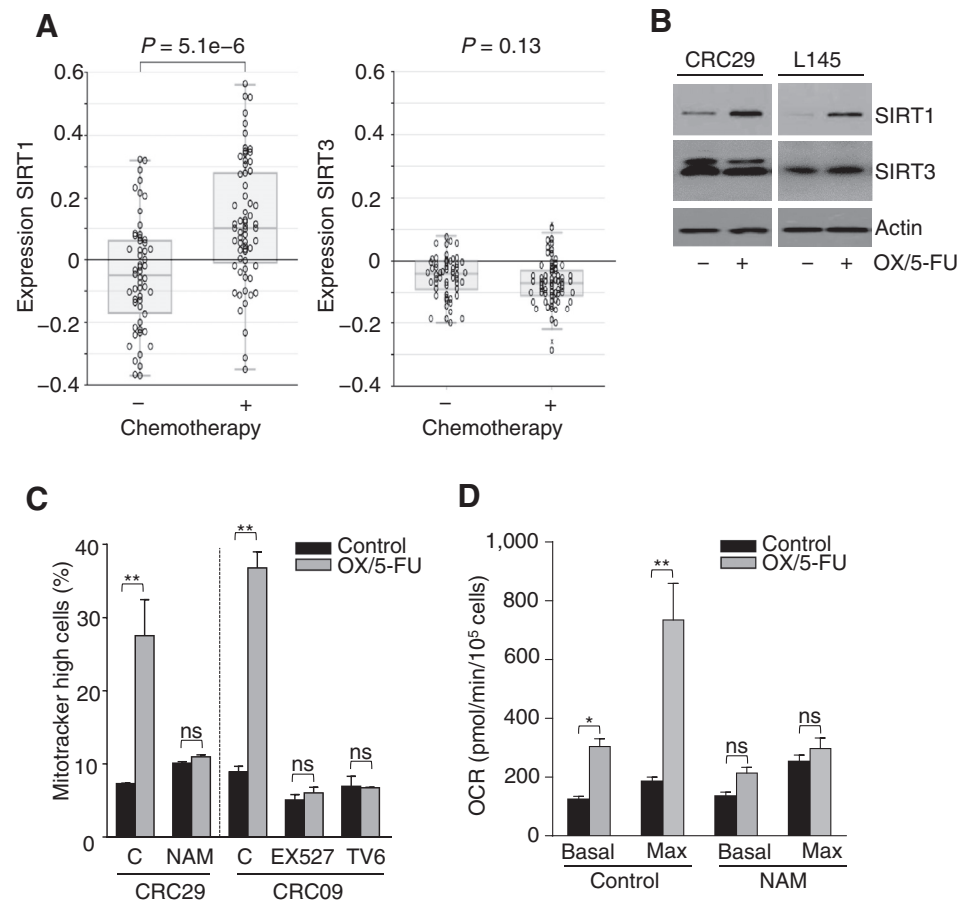 A
P = 5.1e−6
P = 0.13
Expression SIRT1
0.6
0.4
0.2
0
−0.2
−0.4
− +
Chemotherapy
Expression SIRT3
0.6
0.4
0.2
0
−0.2
−0.4
− +
Chemotherapy
B
CRC29 L145
SIRT1
SIRT3
Actin
− + − + OX/5-FU
C
Mitotracker high cells (%)
40
30
20
10
0
** ns ** ns ns
Control
OX/5-FU
C NAM C EX527 TV6
CRC29 CRC09
D
OCR (pmol/min/10⁵ cells)
1,000
800
600
400
200
0
* ** ns ns
Control
OX/5-FU
Basal Max Basal Max
Control NAM